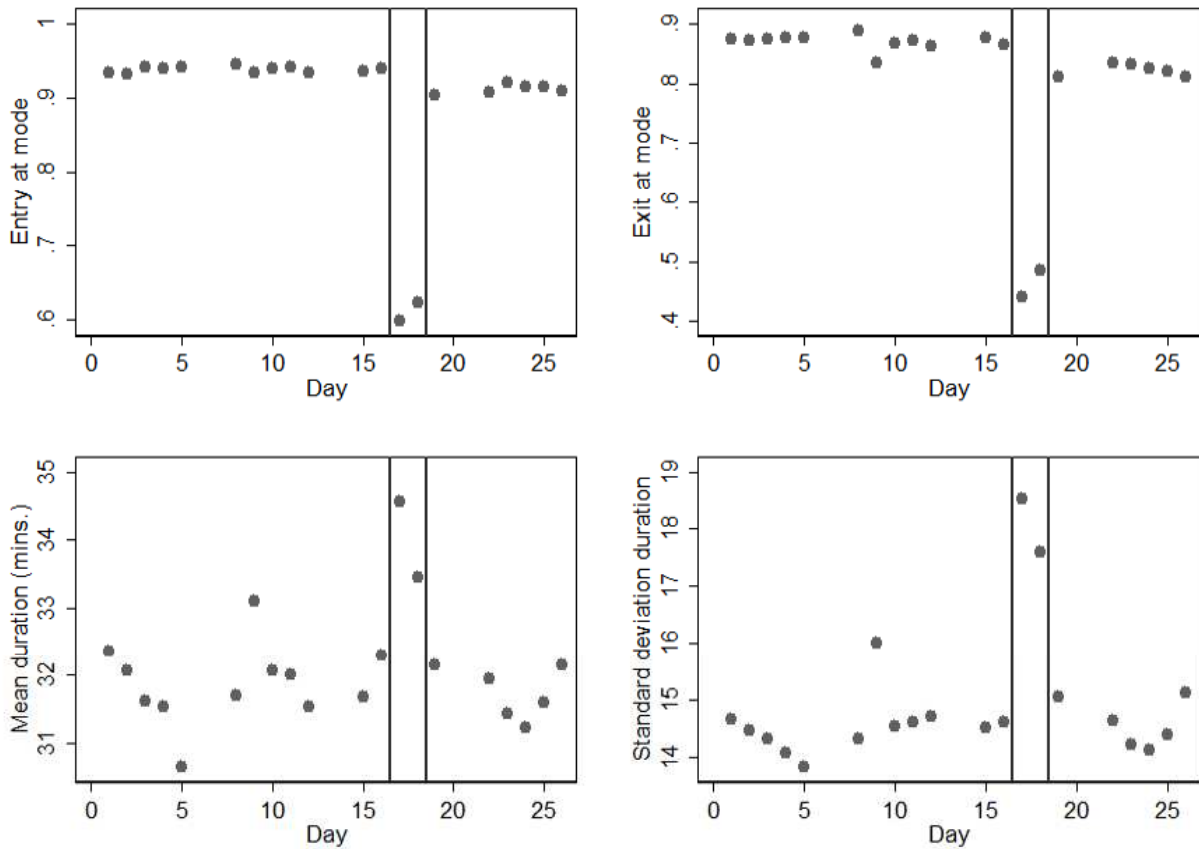 Entry at mode
1
.9
.8
.7
.6
0 5 10 15 20 25
Day
Exit at mode
.9
.8
.7
.6
.5
.4
0 5 10 15 20 25
Day
Mean duration (mins.)
35
34
33
32
31
0 5 10 15 20 25
Day
Standard deviation duration
19
18
17
16
15
14
0 5 10 15 20 25
Day